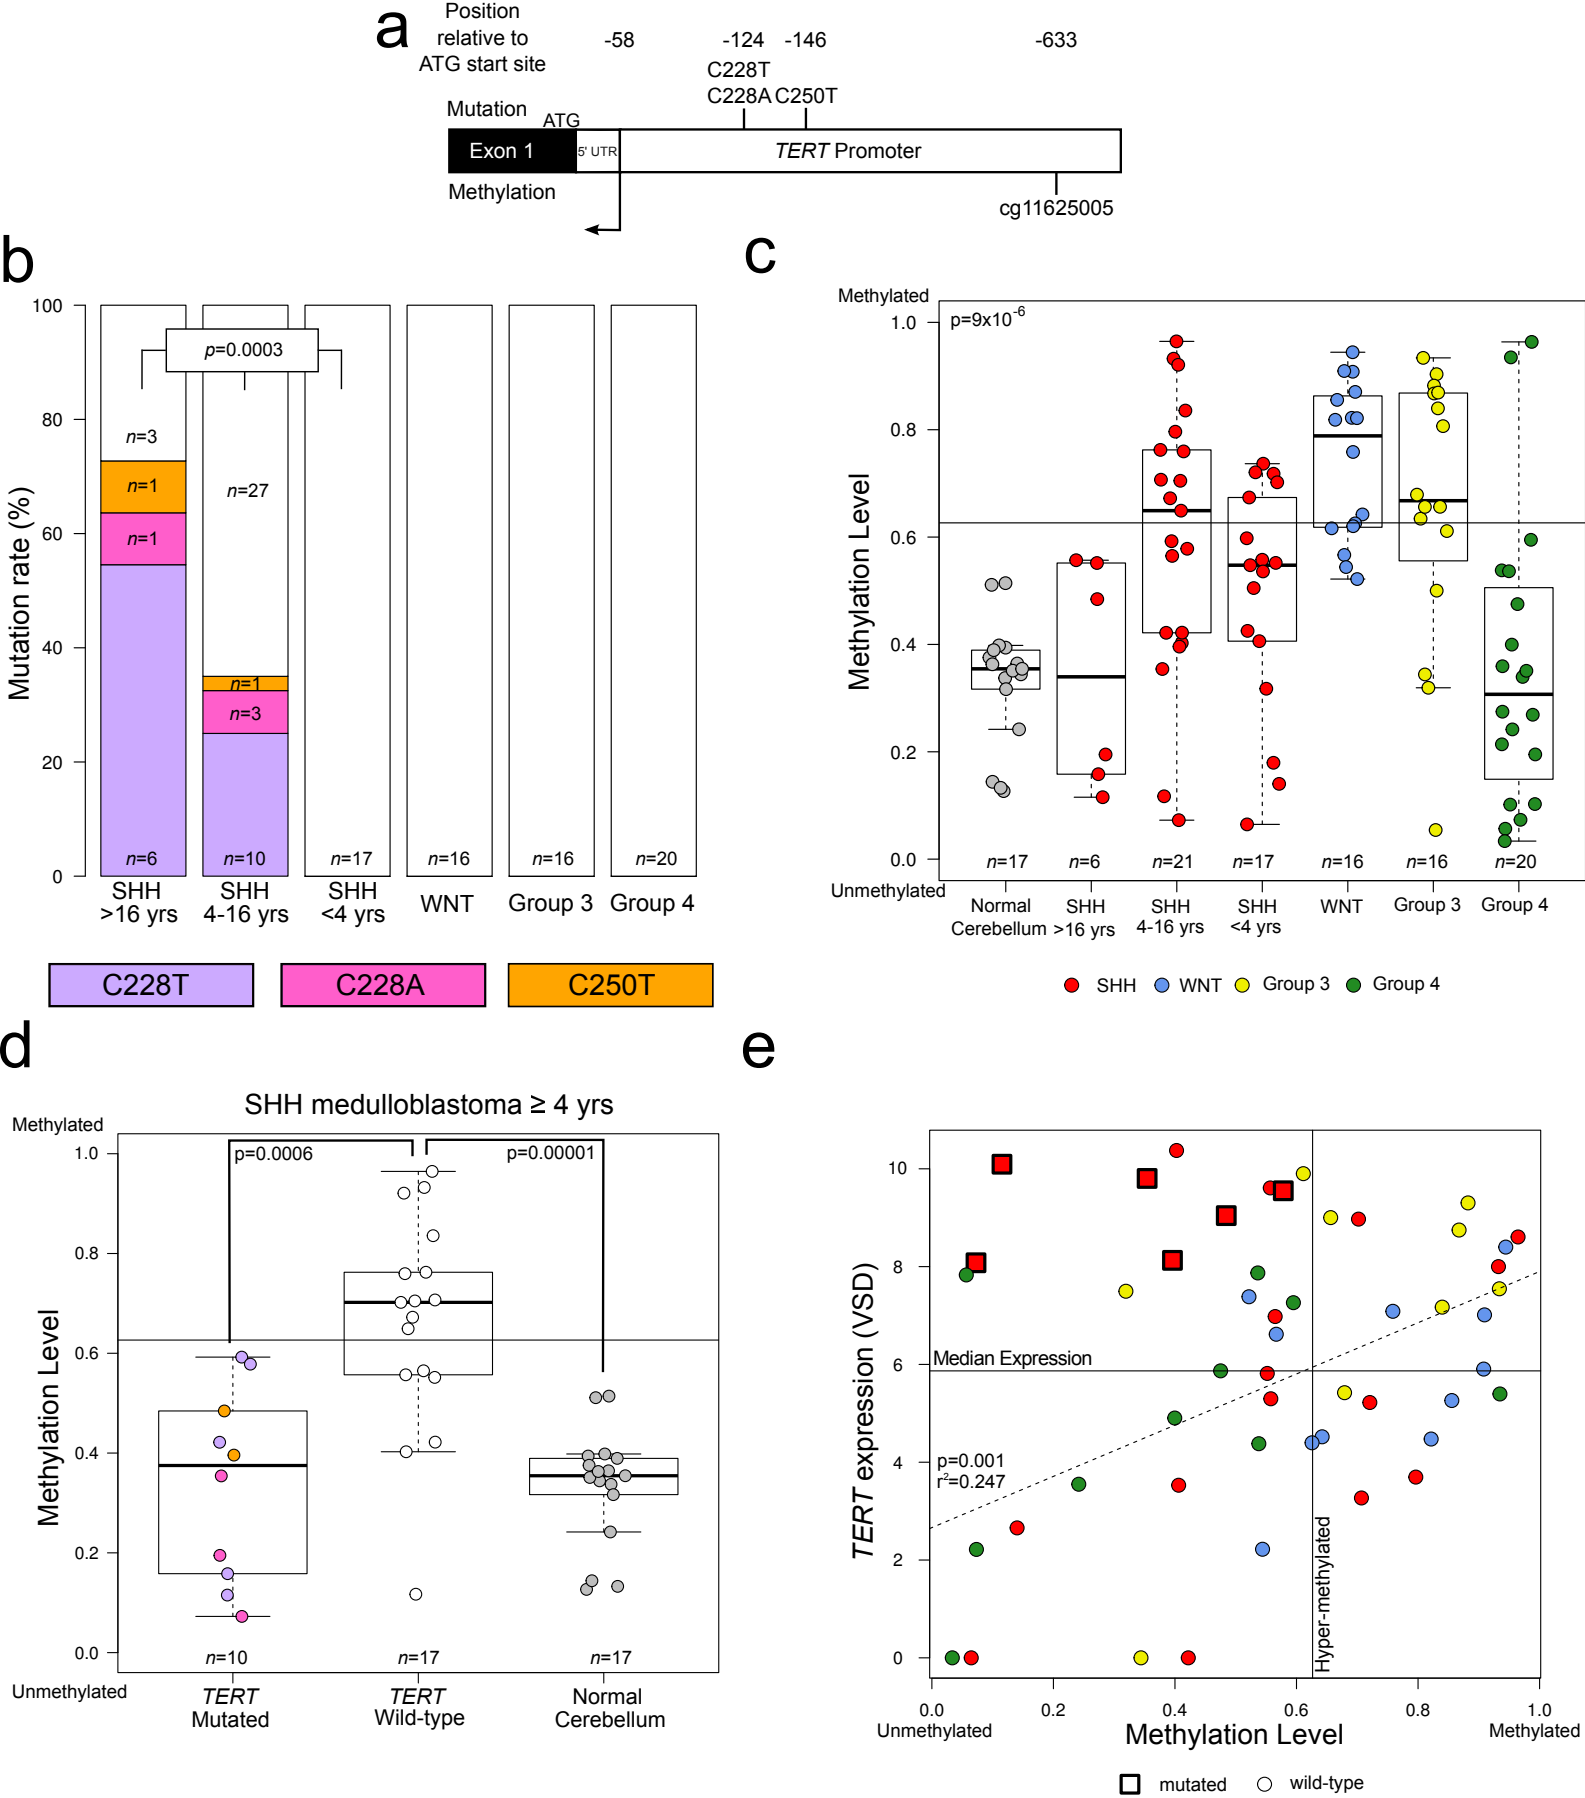 a
Position
relative to
ATG start site
-58
-124
-146
-633
C228T
C228A
C250T
Mutation
ATG
Exon 1
5' UTR
TERT Promoter
Methylation
cg11625005
b
Mutation rate (%)
100
80
60
40
20
0
p=0.0003
n=3
n=1
n=1
n=6
n=27
n=1
n=3
n=10
n=17
n=16
n=16
n=20
SHH
>16 yrs
SHH
4-16 yrs
SHH
<4 yrs
WNT
Group 3
Group 4
C228T
C228A
C250T
c
Methylated
p=9x10-6
Methylation Level
1.0
0.8
0.6
0.4
0.2
0.0
Unmethylated
n=17
n=6
n=21
n=17
n=16
n=16
n=20
Normal
Cerebellum
SHH
>16 yrs
SHH
4-16 yrs
SHH
<4 yrs
WNT
Group 3
Group 4
SHH
WNT
Group 3
Group 4
d
SHH medulloblastoma ≥ 4 yrs
Methylated
p=0.0006
p=0.00001
Methylation Level
1.0
0.8
0.6
0.4
0.2
0.0
Unmethylated
n=10
n=17
n=17
TERT
Mutated
TERT
Wild-type
Normal
Cerebellum
e
TERT expression (VSD)
10
8
6
4
2
0
Median Expression
p=0.001
r2=0.247
Hyper-methylated
0.0
0.2
0.4
0.6
0.8
1.0
Unmethylated
Methylation Level
Methylated
mutated
wild-type